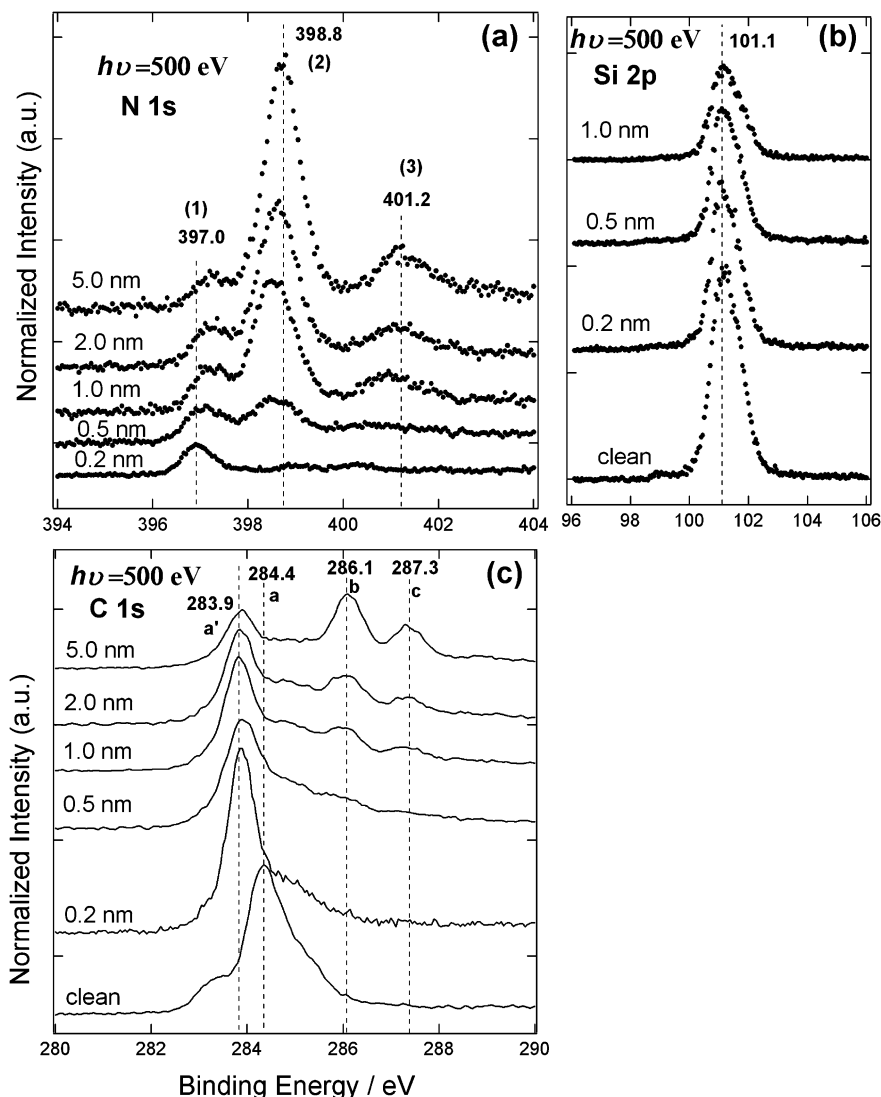 Normalized Intensity (a.u.)
(a)
hυ=500 eV
N 1s
398.8
(2)
(3)
401.2
(1)
397.0
5.0 nm
2.0 nm
1.0 nm
0.5 nm
0.2 nm
394 396 398 400 402 404
(b)
hυ=500 eV
101.1
Si 2p
1.0 nm
0.5 nm
0.2 nm
clean
96 98 100 102 104 106
Normalized Intensity (a.u.)
(c)
hυ=500 eV
C 1s
284.4
a
286.1
b
287.3
c
283.9
a'
5.0 nm
2.0 nm
1.0 nm
0.5 nm
0.2 nm
clean
280 282 284 286 288 290
Binding Energy / eV